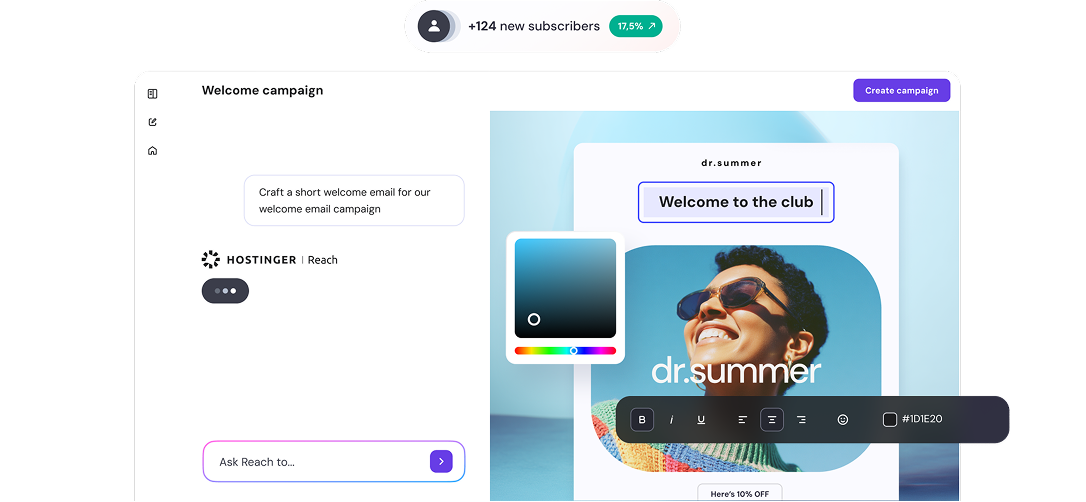 +124 new subscribers 17,5%
Welcome campaign
Create campaign
Craft a short welcome email for our
welcome email campaign
HOSTINGER | Reach
Ask Reach to...
dr.summer
Welcome to the club
dr.summer
B i U #1D1E20
Here's 10% OFF